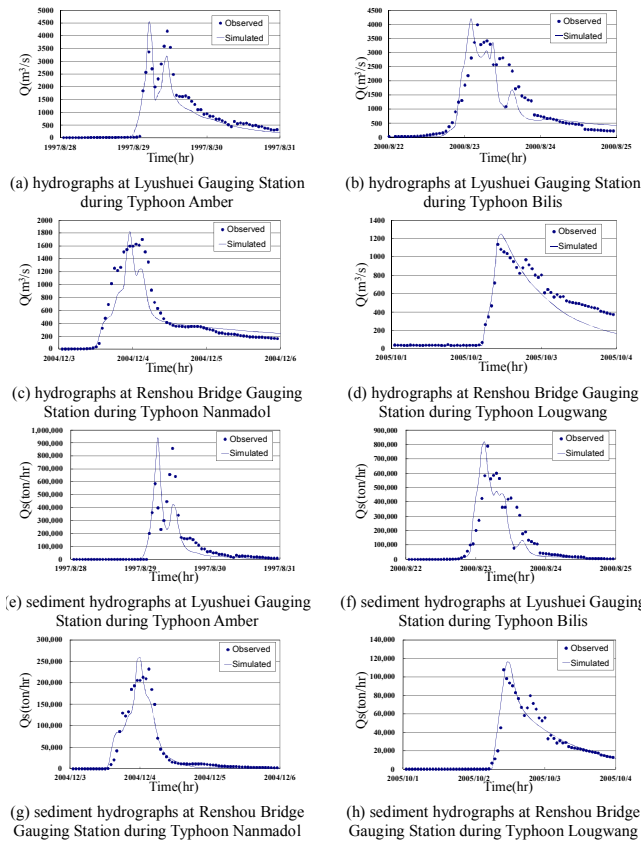 5000
4500
4000
3500
3000
2500
2000
1500
1000
500
0
Q(m³/s)
Observed
Simulated
1997/8/28 1997/8/29 1997/8/30 1997/8/31
Time(hr)
(a) hydrographs at Lyushuei Gauging Station
during Typhoon Amber
4500
4000
3500
3000
2500
2000
1500
1000
500
0
Q(m³/s)
Observed
Simulated
2000/8/22 2000/8/23 2000/8/24 2000/8/25
Time(hr)
(b) hydrographs at Lyushuei Gauging Station
during Typhoon Bilis
2000
1800
1600
1400
1200
1000
800
600
400
200
0
Q(m³/s)
Observed
Simulated
2004/12/3 2004/12/4 2004/12/5 2004/12/6
Time(hr)
(c) hydrographs at Renshou Bridge Gauging
Station during Typhoon Nanmadol
1400
1200
1000
800
600
400
200
0
Q(m³/s)
Observed
Simulated
2005/10/1 2005/10/2 2005/10/3 2005/10/4
Time(hr)
(d) hydrographs at Renshou Bridge Gauging
Station during Typhoon Lougwang
1,000,000
900,000
800,000
700,000
600,000
500,000
400,000
300,000
200,000
100,000
0
Qs(ton/hr)
Observed
Simulated
1997/8/28 1997/8/29 1997/8/30 1997/8/31
Time(hr)
(e) sediment hydrographs at Lyushuei Gauging
Station during Typhoon Amber
900,000
800,000
700,000
600,000
500,000
400,000
300,000
200,000
100,000
0
Qs(ton/hr)
Observed
Simulated
2000/8/22 2000/8/23 2000/8/24 2000/8/25
Time(hr)
(f) sediment hydrographs at Lyushuei Gauging
Station during Typhoon Bilis
300,000
250,000
200,000
150,000
100,000
50,000
0
Qs(ton/hr)
Observed
Simulated
2004/12/3 2004/12/4 2004/12/5 2004/12/6
Time(hr)
(g) sediment hydrographs at Renshou Bridge
Gauging Station during Typhoon Nanmadol
140,000
120,000
100,000
80,000
60,000
40,000
20,000
0
Qs(ton/hr)
Observed
Simulated
2005/10/1 2005/10/2 2005/10/3 2005/10/4
Time(hr)
(h) sediment hydrographs at Renshou Bridge
Gauging Station during Typhoon Lougwang